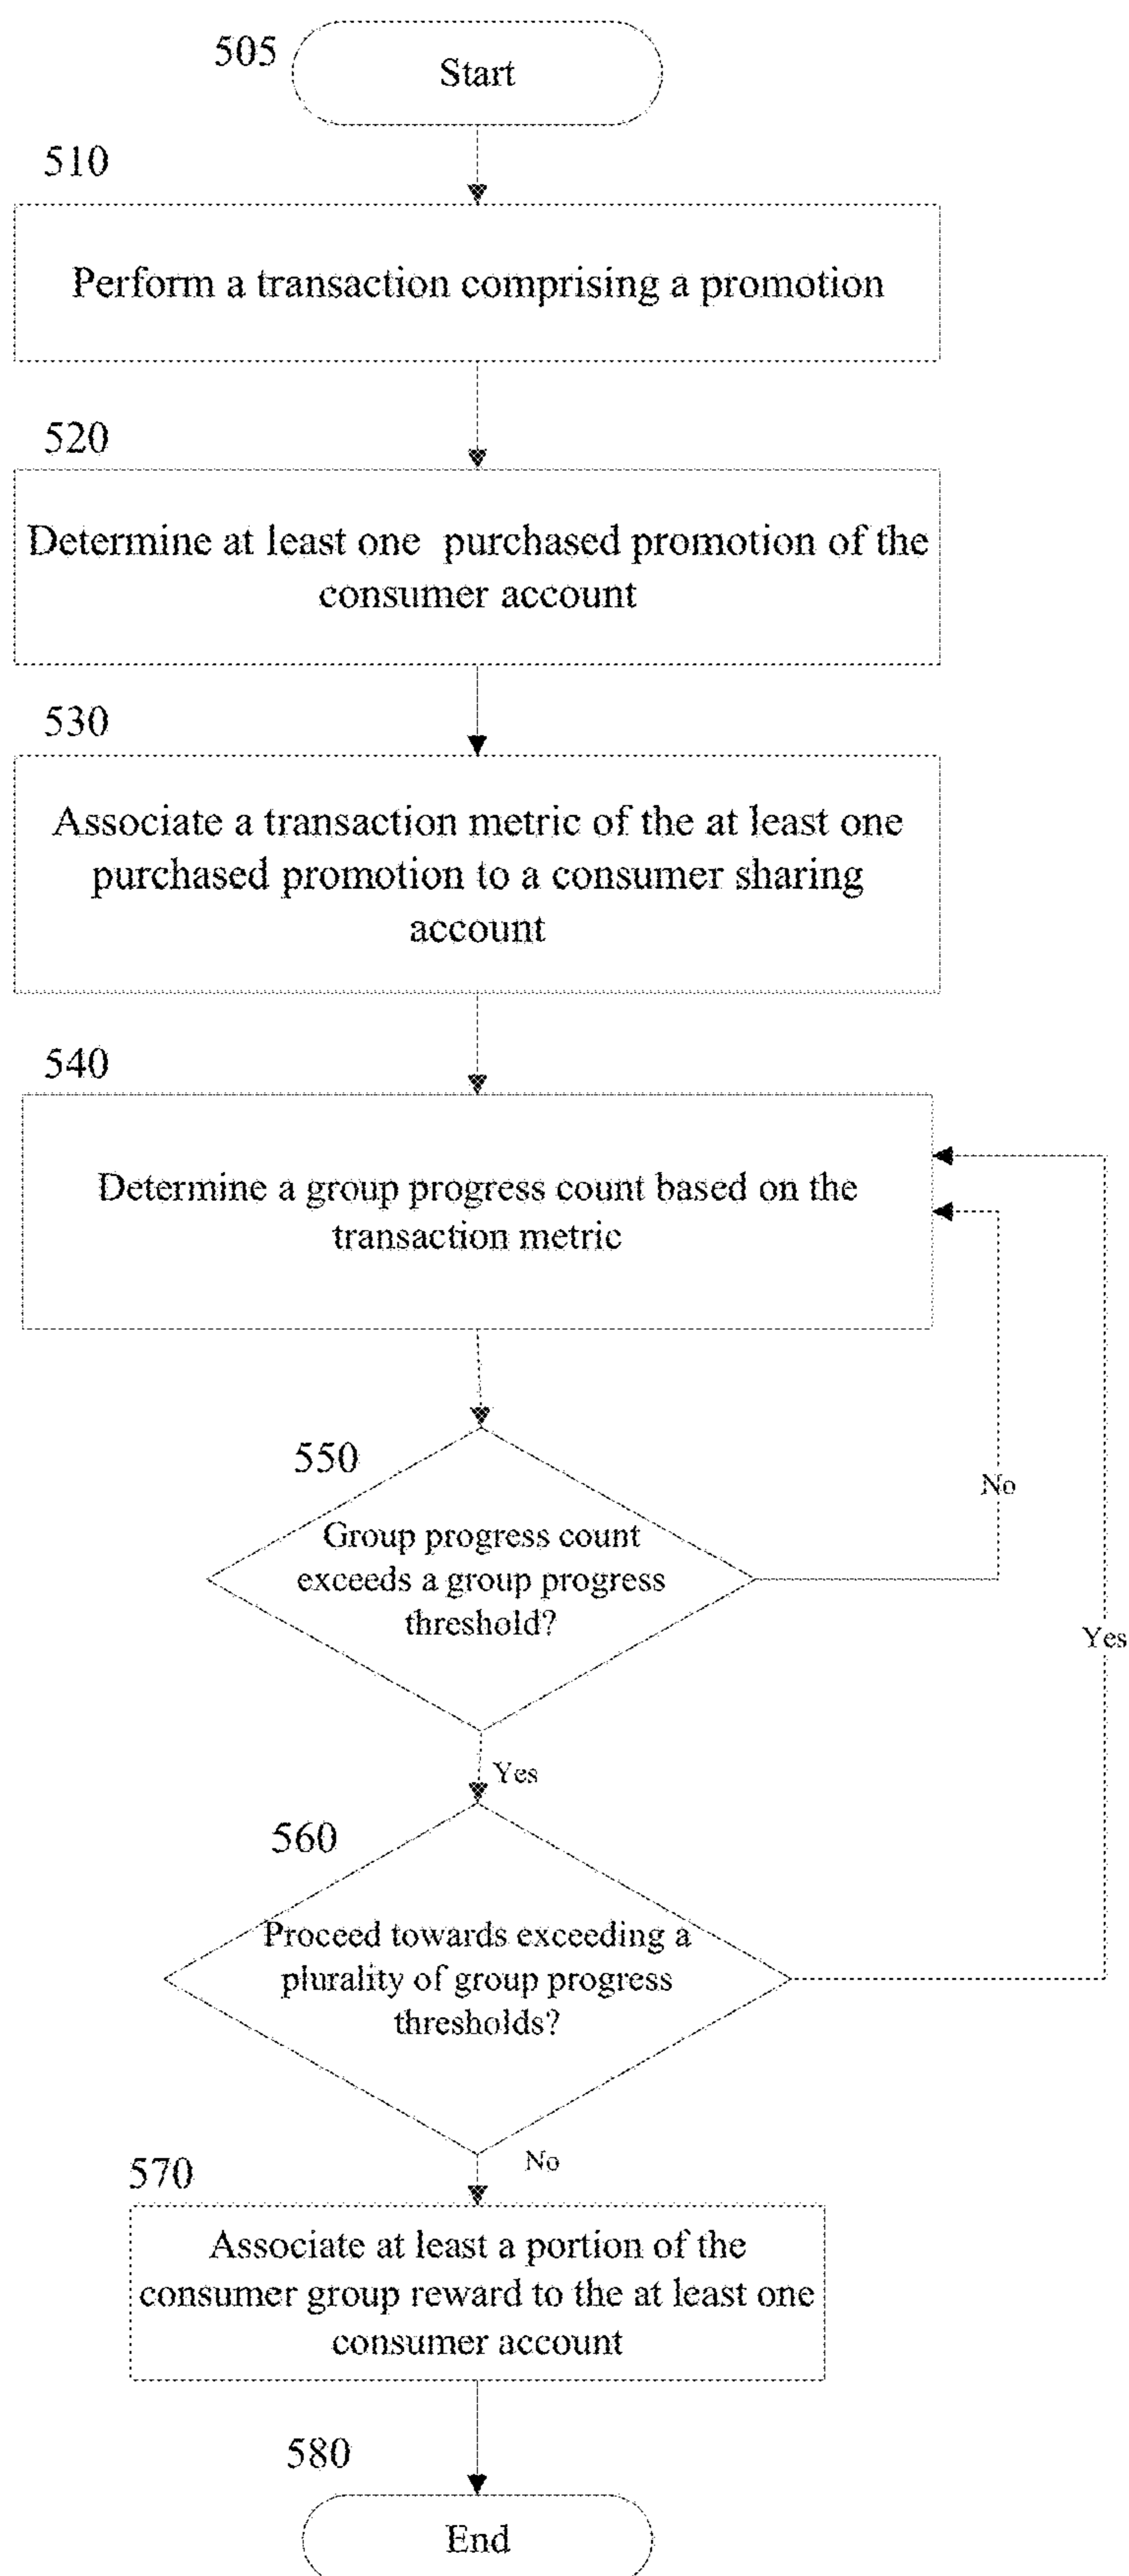 505
Start
510
Perform a transaction comprising a promotion
520
Determine at least one purchased promotion of the
consumer account
530
Associate a transaction metric of the at least one
purchased promotion to a consumer sharing
account
540
Determine a group progress count based on the
transaction metric
550
No
Group progress count
exceeds a group progress
threshold?
Yes
Yes
560
Proceed towards exceeding a
plurality of group progress
thresholds?
No
570
Associate at least a portion of the
consumer group reward to the at least one
consumer account
580
End